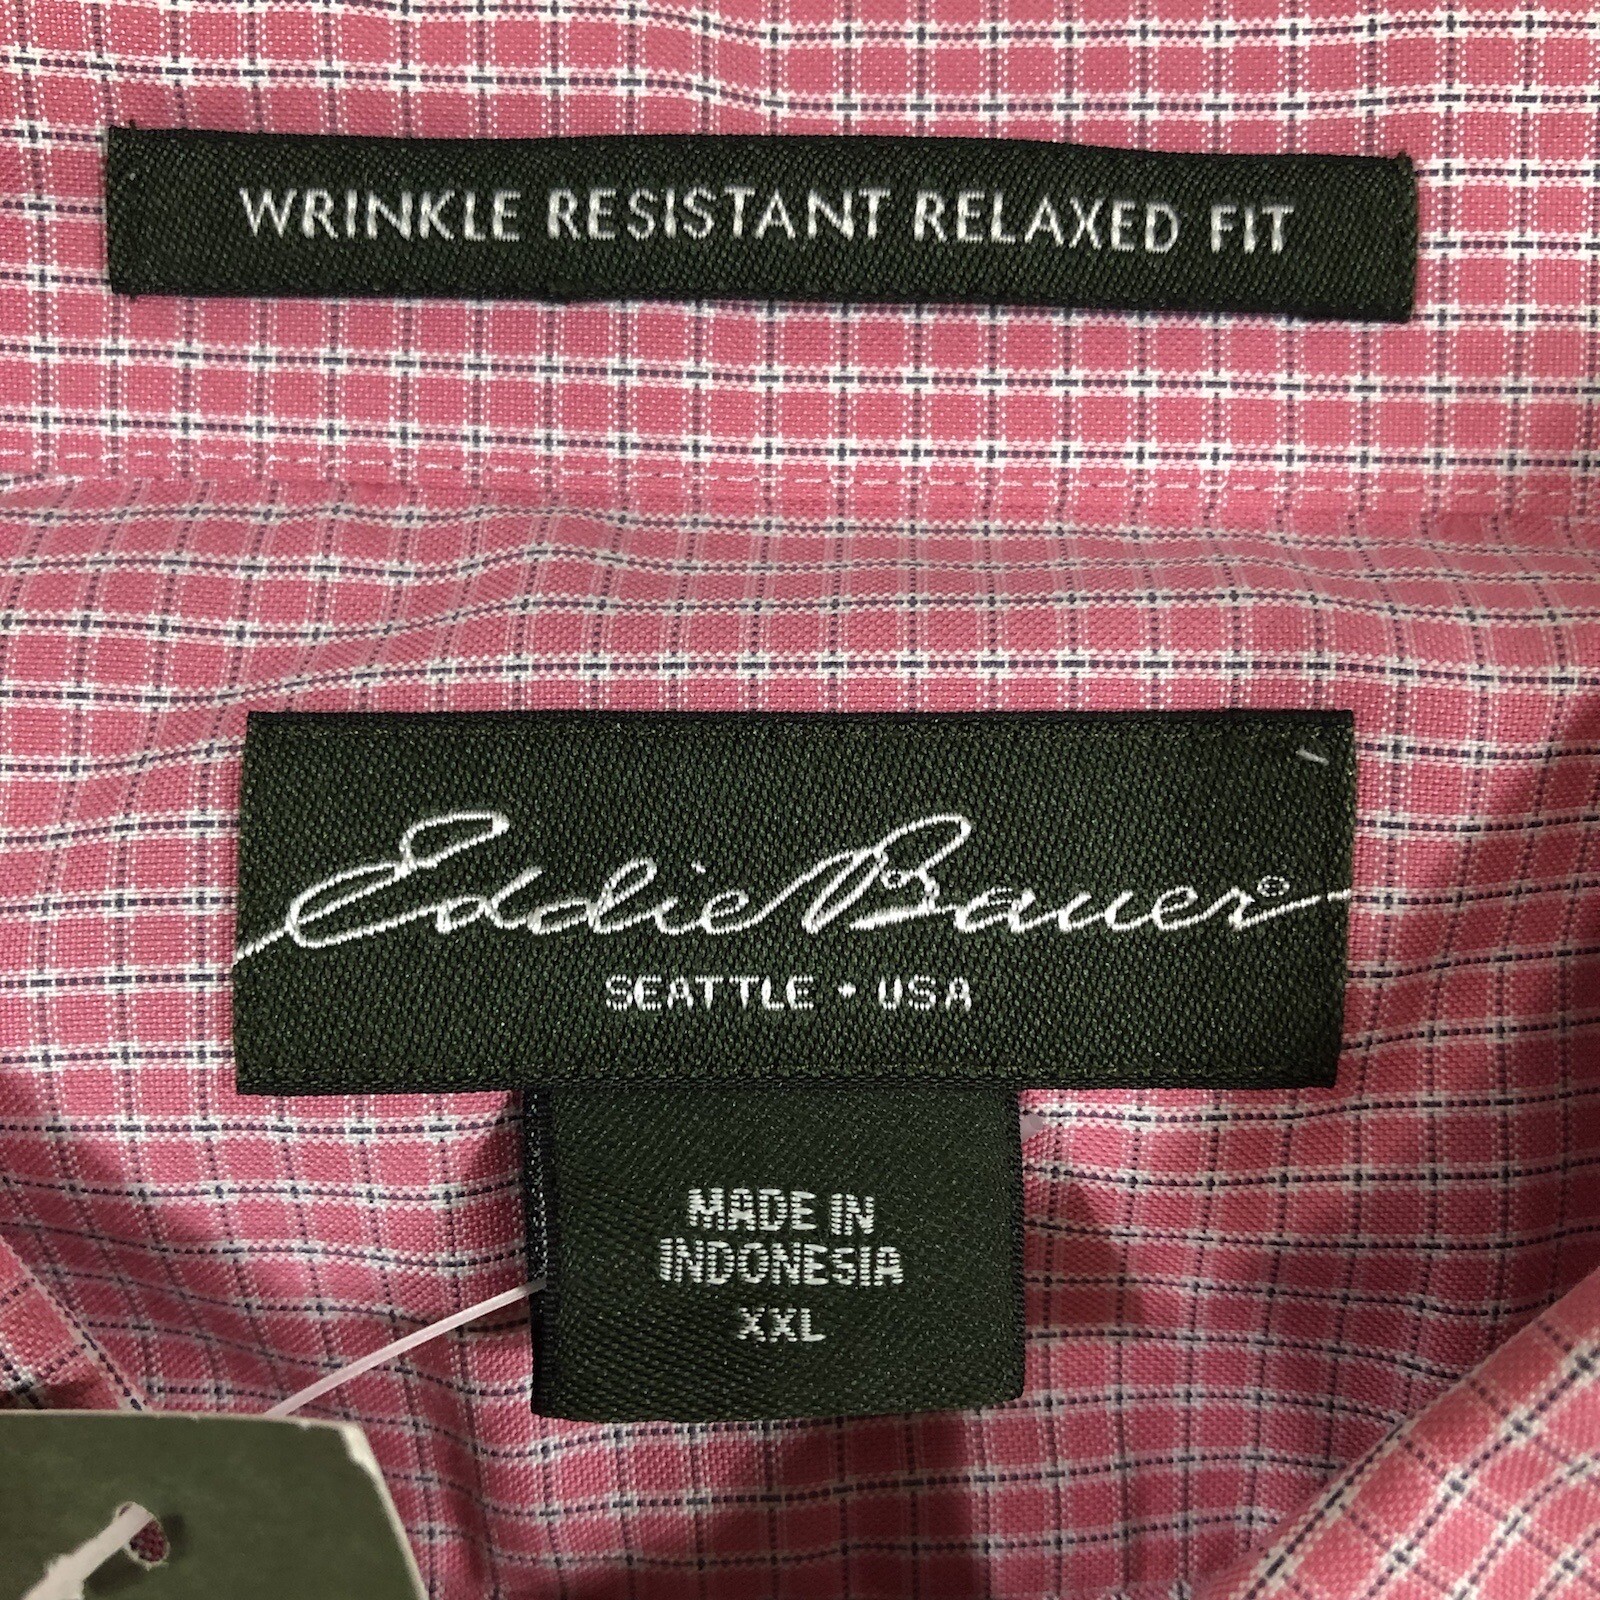 WRINKLE RESISTANT RELAXED FIT
Eddie Bauer®
SEATTLE • USA
MADE IN
INDONESIA
XXL